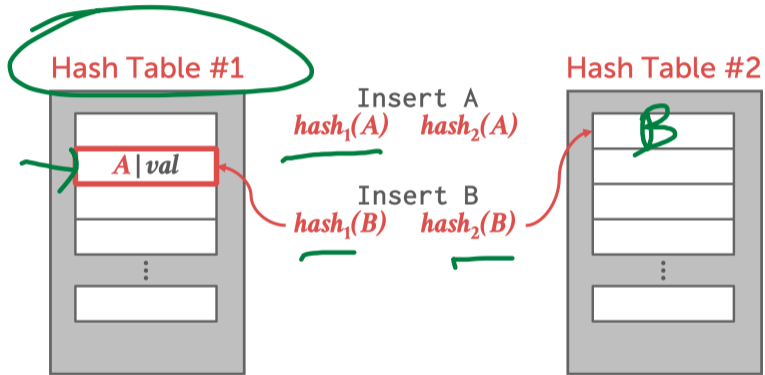 Hash Table #1
Hash Table #2
Insert A
hash₁(A) hash₂(A)
A|val
B
Insert B
hash₁(B) hash₂(B)